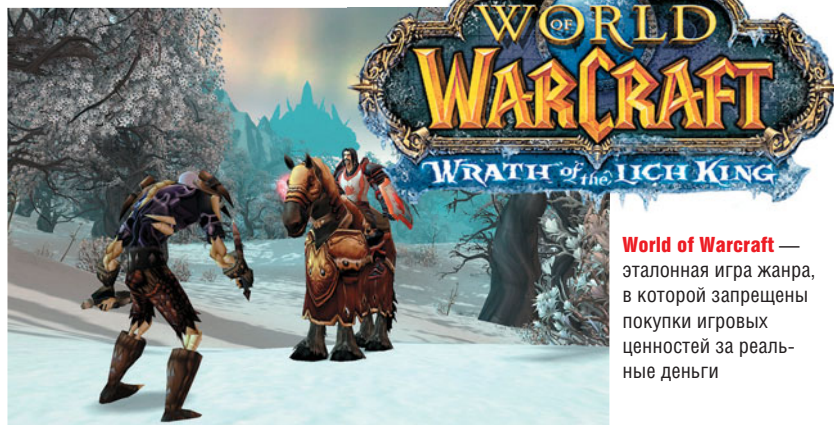 WORLD
OF
WARCRAFT
WRATH of the LICH KING
World of Warcraft —
эталонная игра жанра,
в которой запрещены
покупки игровых
ценностей за реаль-
ные деньги